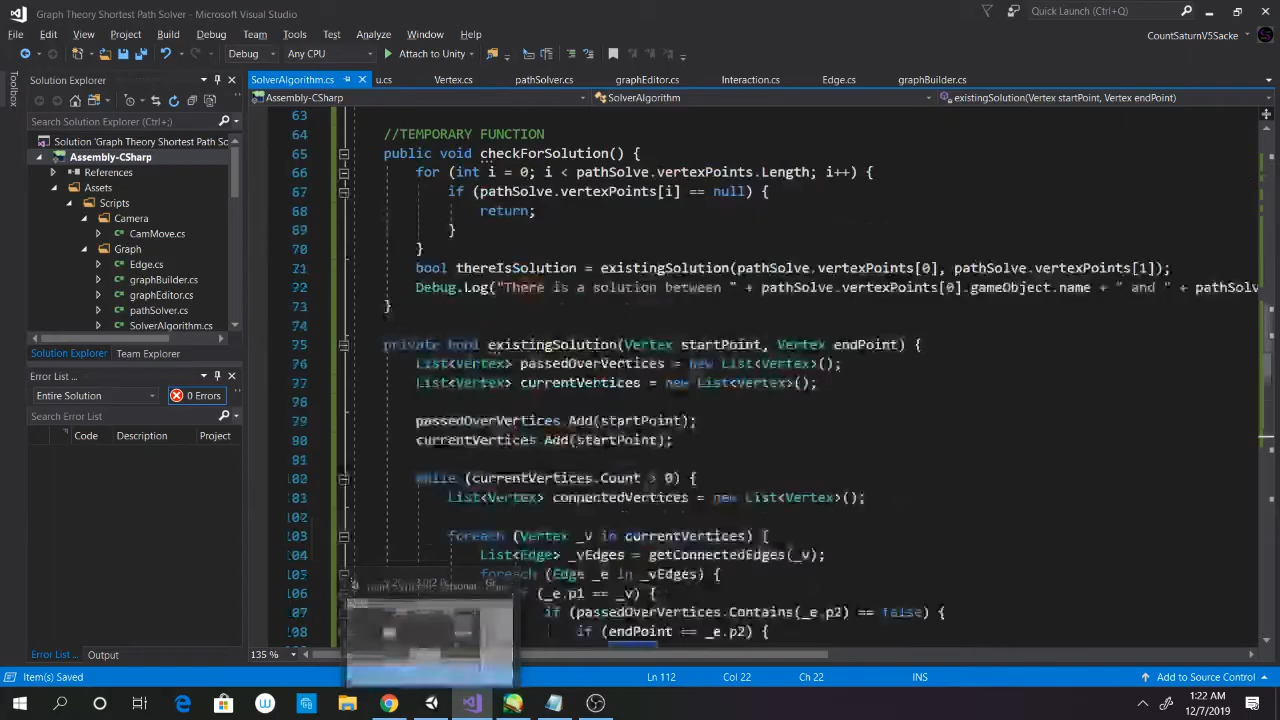 Graph Theory Shortest Path Solver - Microsoft Visual Studio
Quick Launch (Ctrl+;)
File Edit View Project Build Debug Team Tools Test Analyze Window Help
CountSaturnV5Sacke
Debug Any CPU Attach to Unity
Toolbox
Solution Explorer
SolverAlgorithm.cs u.cs Vertex.cs pathSolver.cs graphEditor.cs Interaction.cs Edge.cs graphBuilder.cs
Assembly-CSharp SolverAlgorithm existingSolution(Vertex startPoint, Vertex endPoint)
Search Solution Explorer (Ctrl+;)
Solution 'Graph Theory Shortest Path So
Assembly-CSharp
References
Assets
Scripts
Camera
CamMove.cs
Graph
Edge.cs
graphBuilder.cs
graphEditor.cs
pathSolver.cs
SolverAlgorithm.cs
Solution Explorer Team Explorer
Error List ...
Entire Solution 0 Errors
Search Error List
Code Description Project
63
64 //TEMPORARY FUNCTION
65 public void checkForSolution() {
66 for (int i = 0; i < pathSolve.vertexPoints.Length; i++) {
67 if (pathSolve.vertexPoints[i] == null) {
68 return;
69 }
70 }
71 bool thereIsSolution = existingSolution(pathSolve.vertexPoints[0], pathSolve.vertexPoints[1]);
Debug.Log("There is a solution between " + pathSolve.vertexPoints[0].gameObject.name + " and " + pathSolv
73 }
74
private bool existingSolution(Vertex startPoint, Vertex endPoint) {
List<Vertex> passedOverVertices = new List<Vertex>();
List<Vertex> currentVertices = new List<Vertex>();
passedOverVertices.Add(startPoint);
currentVertices.Add(startPoint);
while (currentVertices.Count > 0) {
List<Vertex> connectedVertices = new List<Vertex>();
foreach (Vertex _v in currentVertices) {
List<Edge> _vEdges = getConnectedEdges(_v);
foreach (Edge _e in _vEdges) {
(_e.p1 == _v) {
if (passedOverVertices.Contains(_e.p2) == false) {
if (endPoint == _e.p2) {
135 %
Error List ... Output
Item(s) Saved Ln 112 Col 22 Ch 22 INS Add to Source Control
1:22 AM
12/7/2019